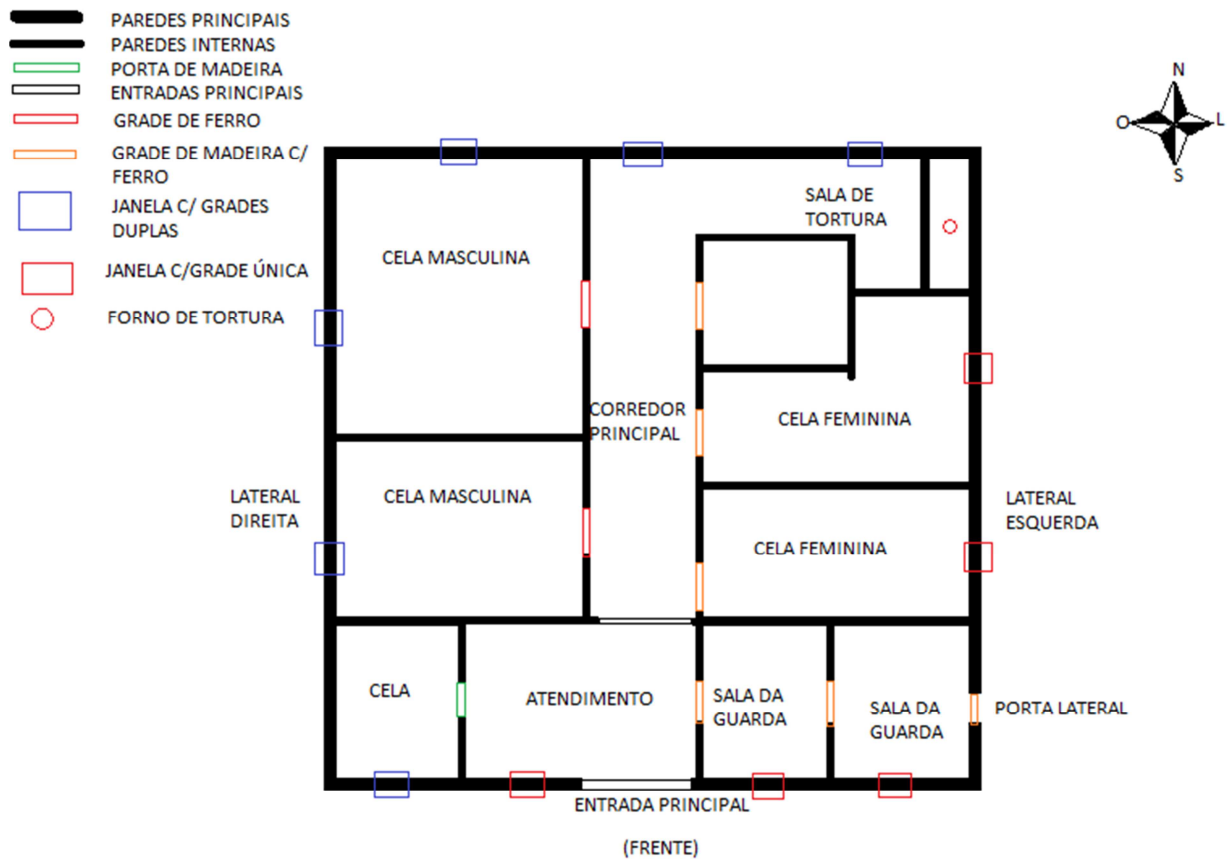 PAREDES PRINCIPAIS
PAREDES INTERNAS
PORTA DE MADEIRA
ENTRADAS PRINCIPAIS
GRADE DE FERRO
GRADE DE MADEIRA C/
FERRO
JANELA C/ GRADES
DUPLAS
JANELA C/GRADE ÚNICA
FORNO DE TORTURA
N
O
L
S
SALA DE
TORTURA
CELA MASCULINA
CORREDOR
PRINCIPAL
CELA FEMININA
LATERAL
DIREITA
CELA MASCULINA
CELA FEMININA
LATERAL
ESQUERDA
CELA
ATENDIMENTO
SALA DA
GUARDA
SALA DA
GUARDA
PORTA LATERAL
ENTRADA PRINCIPAL
(FRENTE)